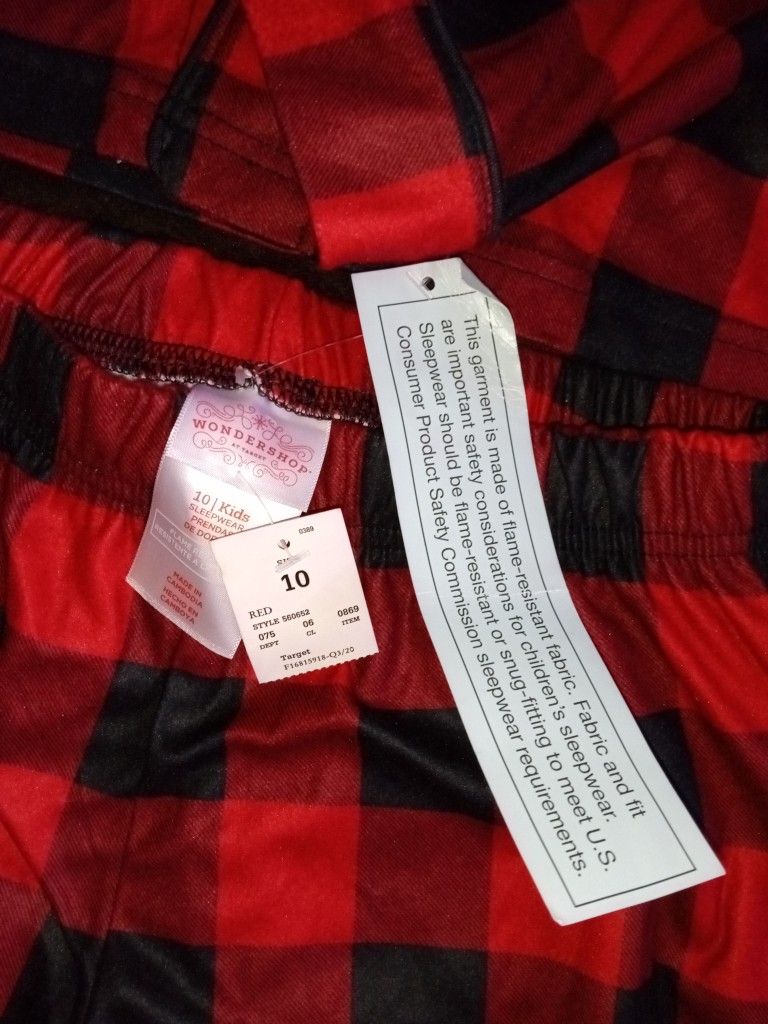 This garment is made of flame-resistant fabric. Fabric and fit
are important safety considerations for children's sleepwear.
Sleepwear should be flame-resistant or snug-fitting to meet U.S.
Consumer Product Safety Commission sleepwear requirements.
WONDERSHOP
AT TARGET
10 | Kids
SLEEPWEAR
PRENDAS
FLAME
MADE IN
CAMBODIA
HECHO EN
CAMBOYA
0389
10
RED
STYLE 560652
075 06 0869
DEPT CL ITEM
Target
F16815918-Q3/20